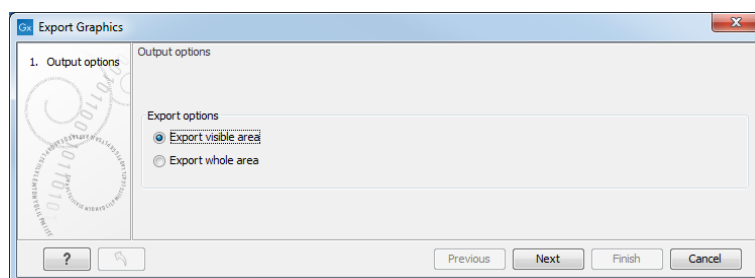 Gx Export Graphics
X
1. Output options
Output options
Export options
Export visible area
Export whole area
?
Previous
Next
Finish
Cancel